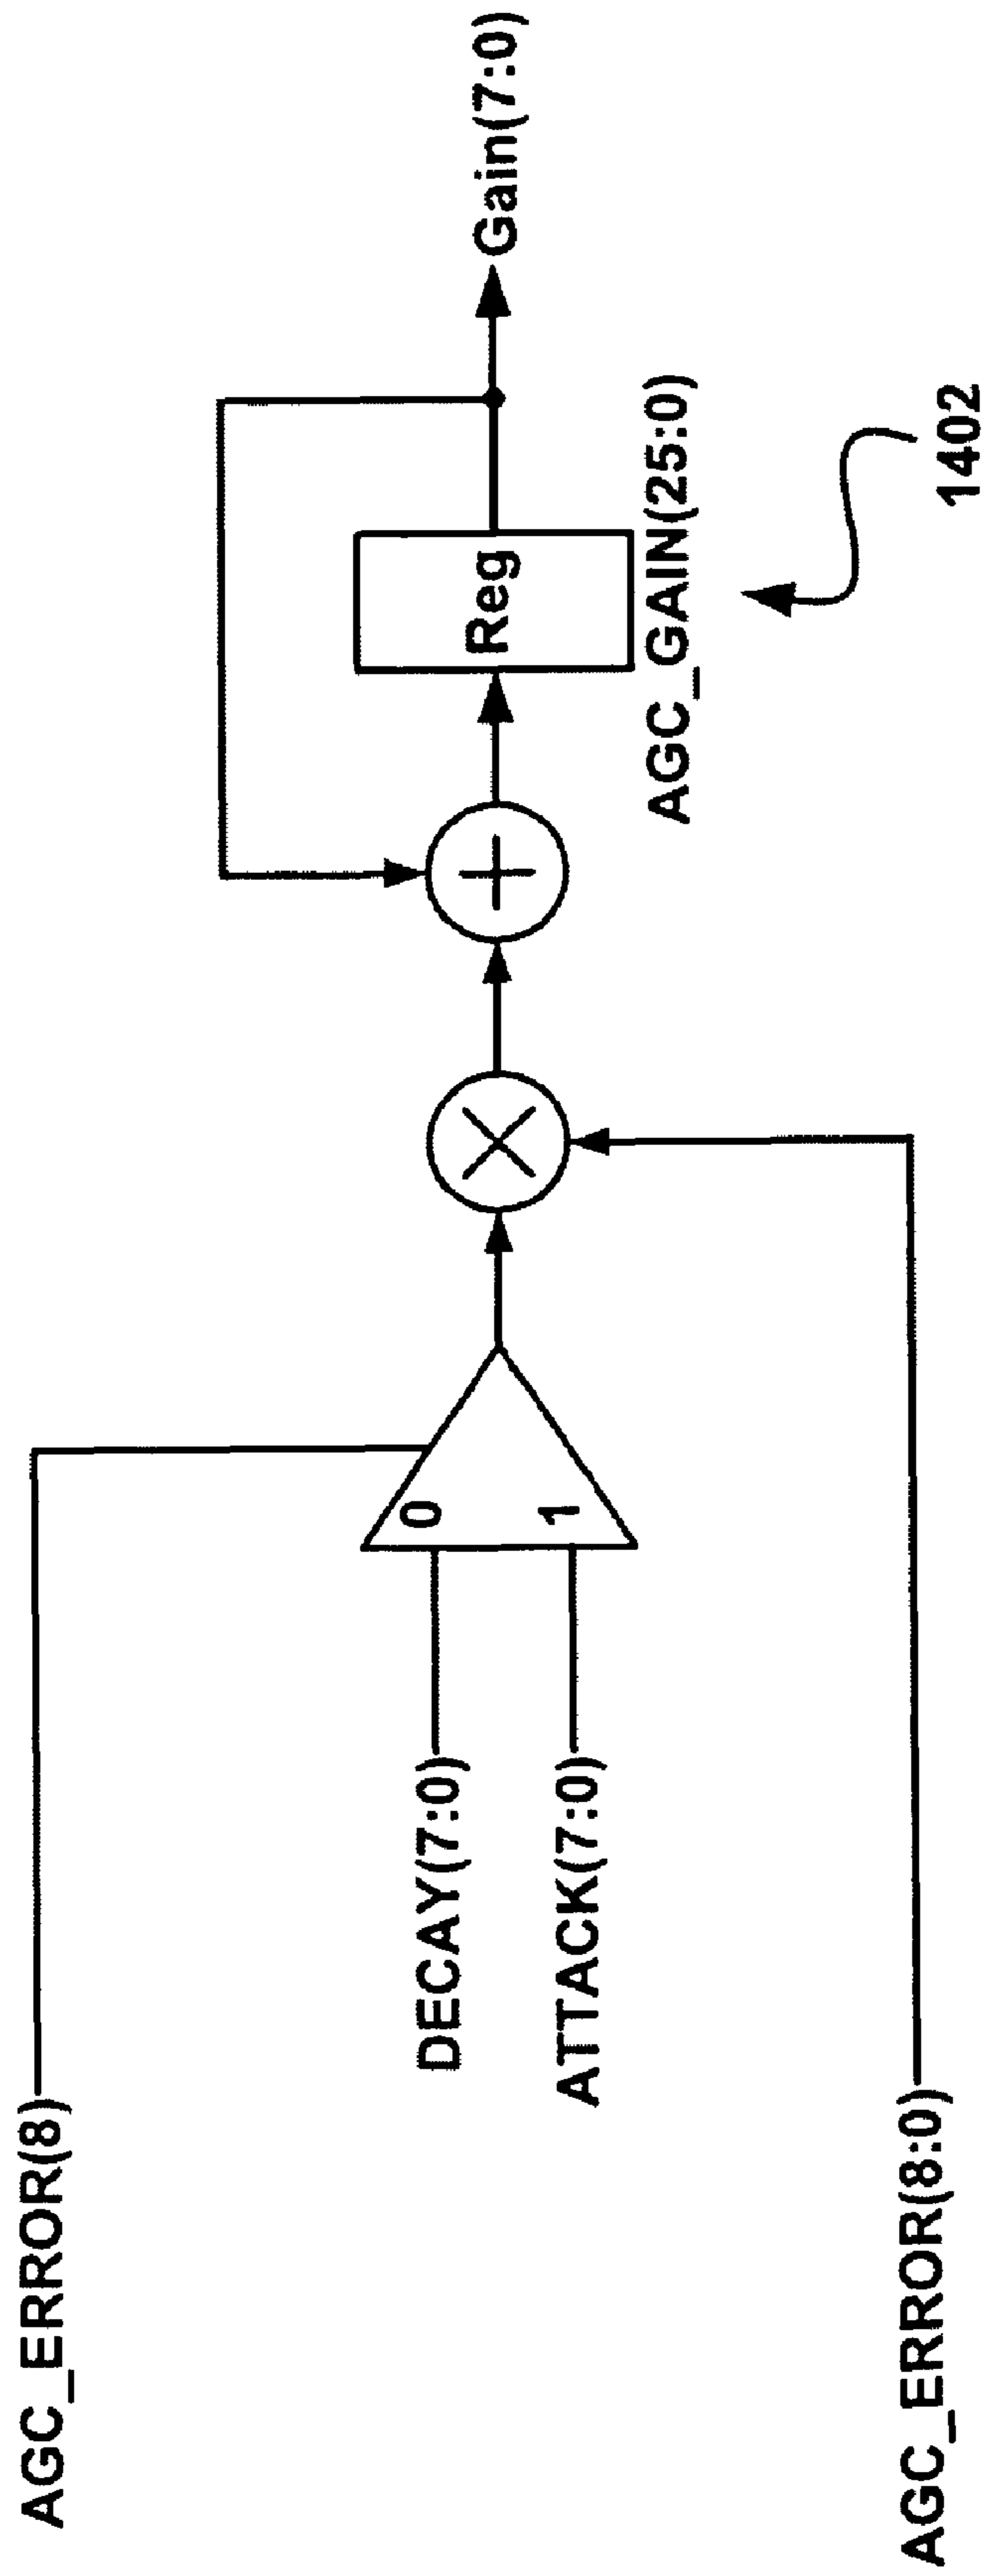 AGC_ERROR(8)
DECAY(7:0)
0
ATTACK(7:0)
1
Reg
Gain(7:0)
AGC_GAIN(25:0)
1402
AGC_ERROR(8:0)